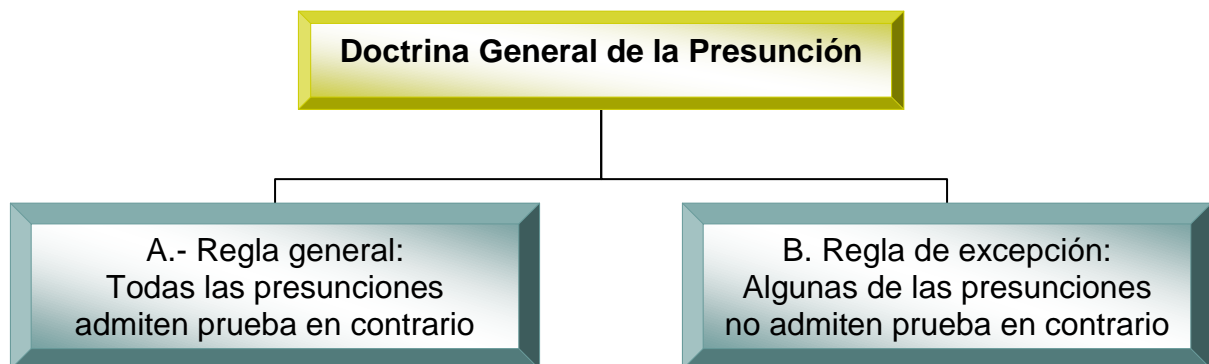 Doctrina General de la Presunción
A.- Regla general:
Todas las presunciones
admiten prueba en contrario
B. Regla de excepción:
Algunas de las presunciones
no admiten prueba en contrario